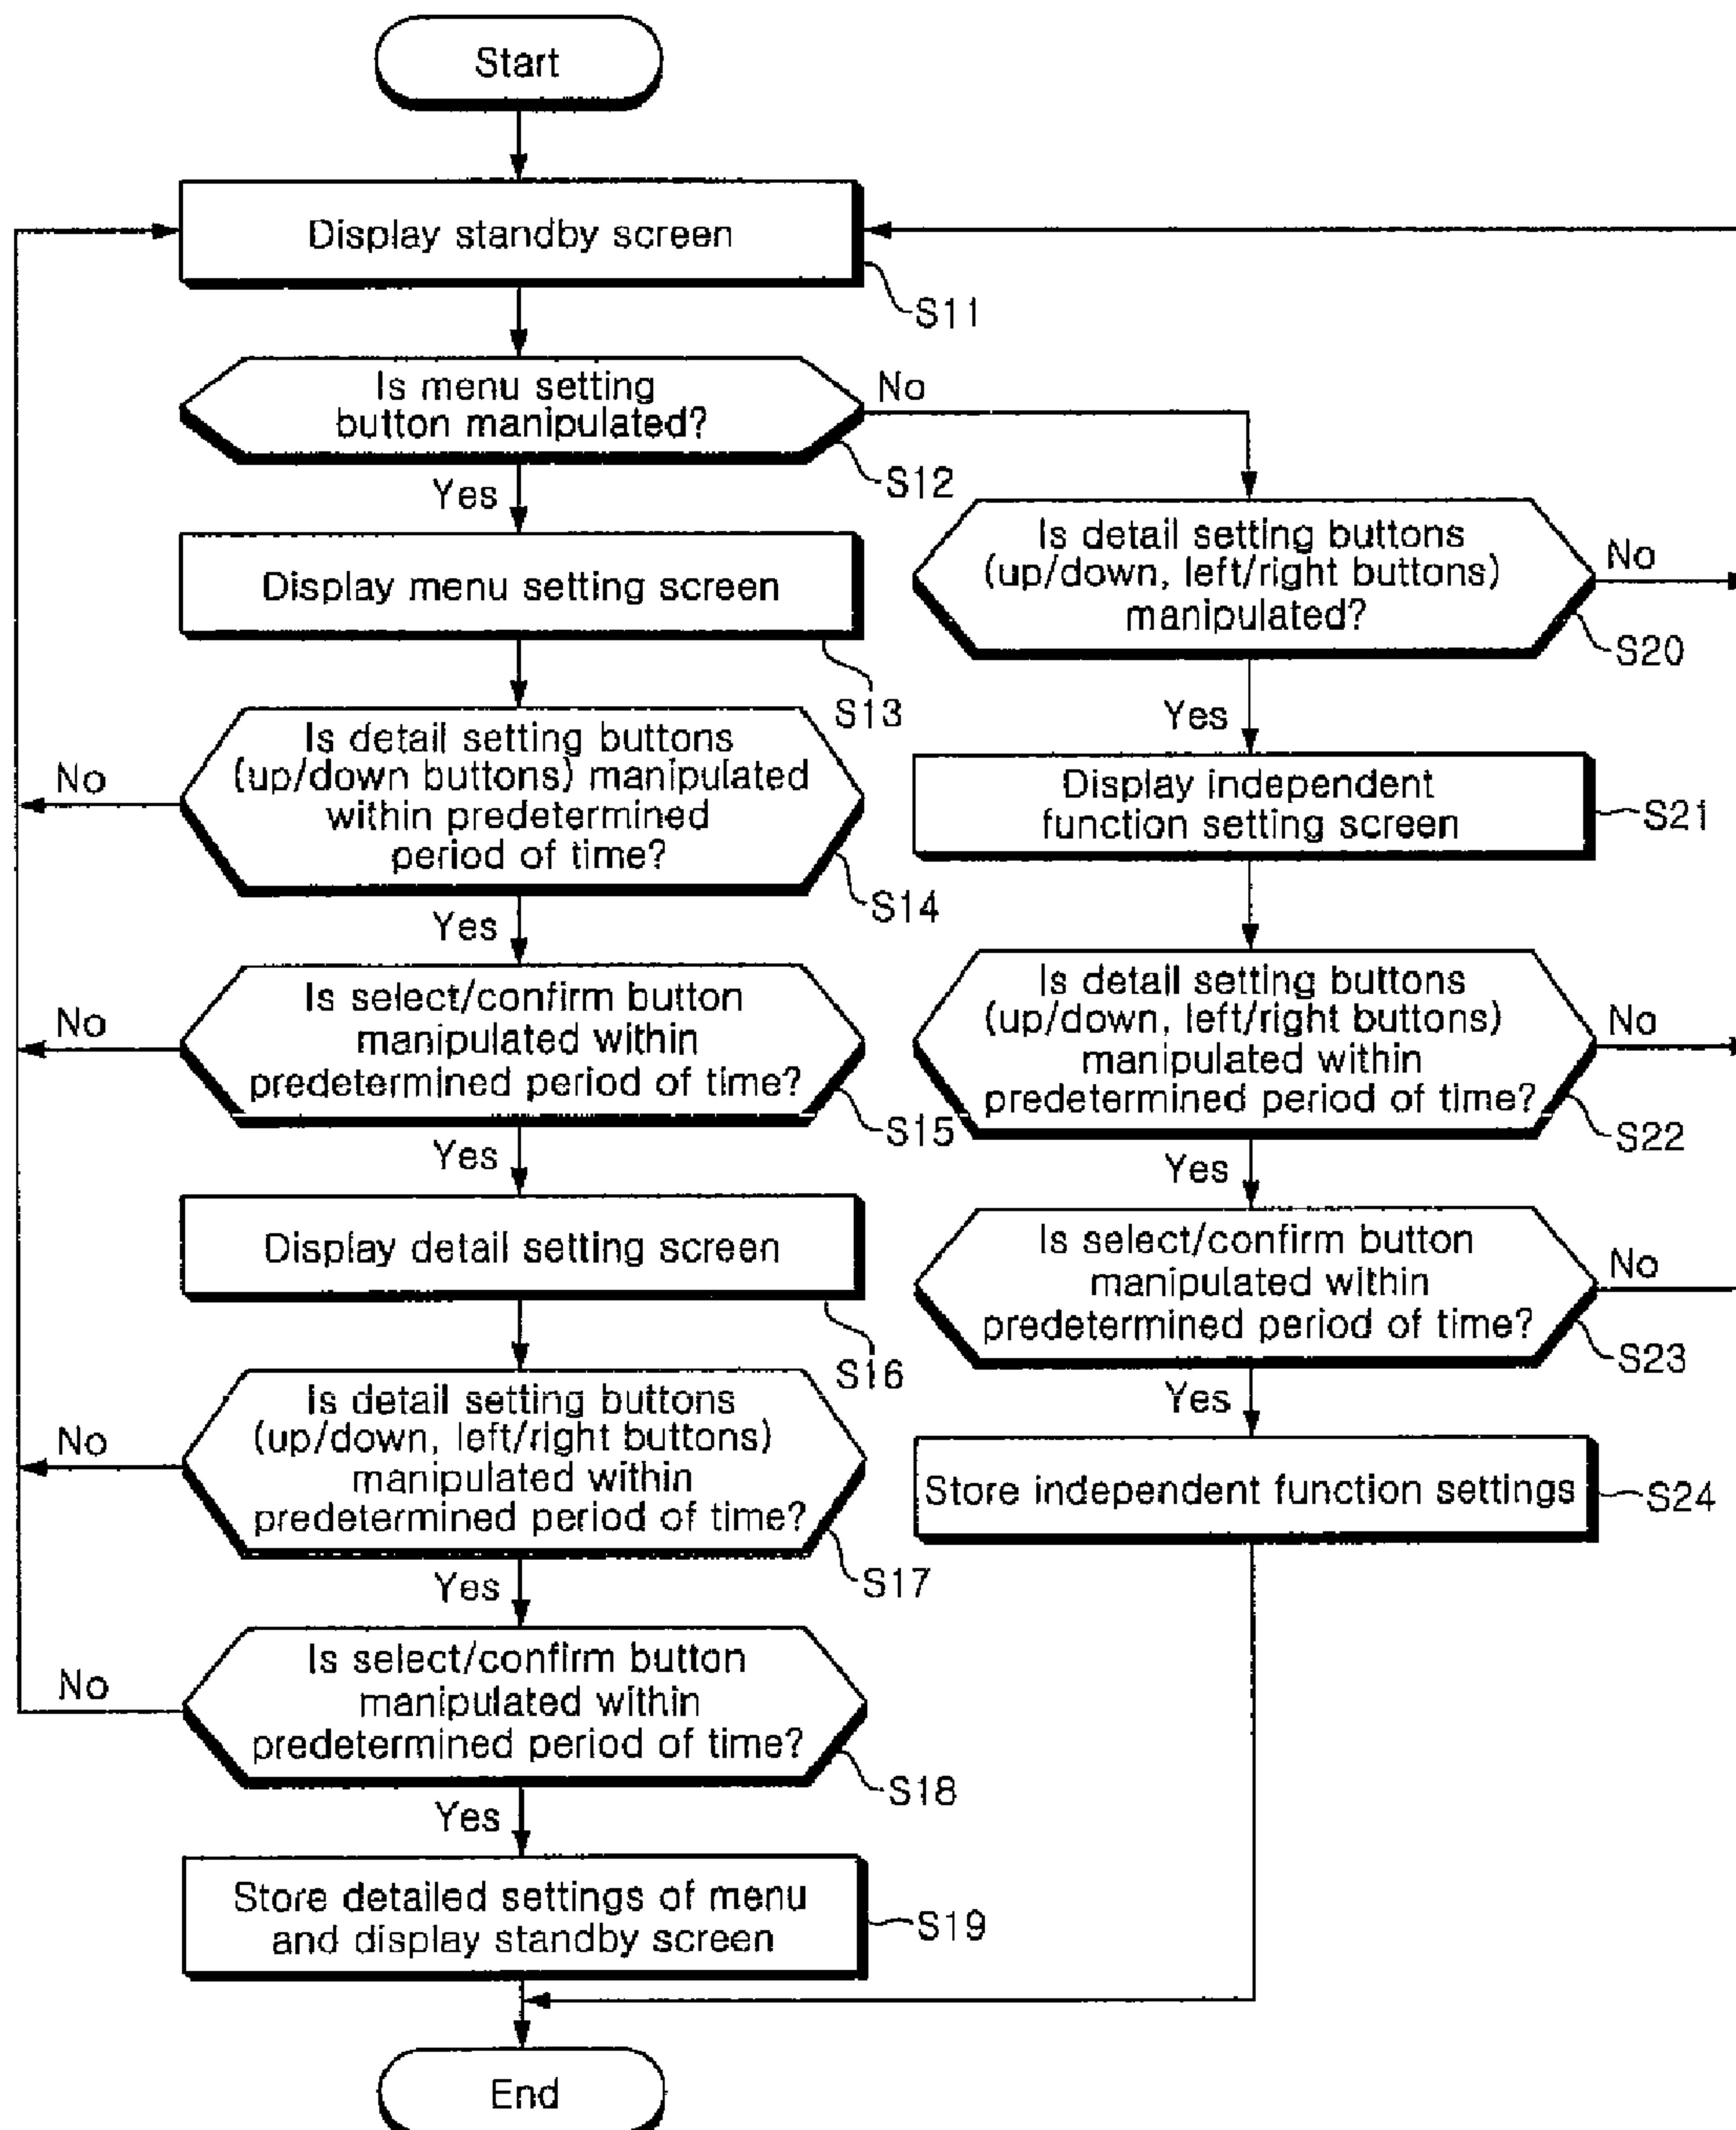 Start
Display standby screen
S11
Is menu setting
button manipulated?
No
S12
Yes
Display menu setting screen
S13
Is detail setting buttons
(up/down buttons) manipulated
within predetermined
period of time?
No
S14
Yes
Is select/confirm button
manipulated within
predetermined period of time?
No
S15
Yes
Display detail setting screen
S16
Is detail setting buttons
(up/down, left/right buttons)
manipulated within
predetermined period of time?
No
S17
Yes
Is select/confirm button
manipulated within
predetermined period of time?
No
S18
Yes
Store detailed settings of menu
and display standby screen
S19
End
Is detail setting buttons
(up/down, left/right buttons)
manipulated?
No
S20
Yes
Display independent
function setting screen
S21
Is detail setting buttons
(up/down, left/right buttons)
manipulated within
predetermined period of time?
No
S22
Yes
Is select/confirm button
manipulated within
predetermined period of time?
No
S23
Yes
Store independent function settings
S24